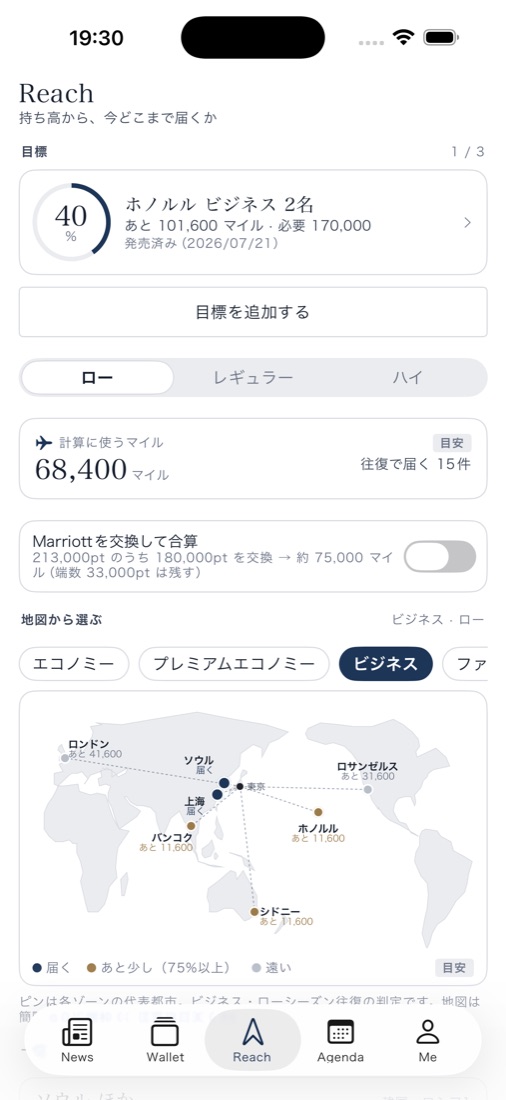 19:30
Reach
持ち高から、今どこまで届くか
目標
1 / 3
40
%
ホノルル ビジネス 2名
あと 101,600 マイル · 必要 170,000
発売済み (2026/07/21)
目標を追加する
ロー
レギュラー
ハイ
計算に使うマイル
目安
68,400 マイル
往復で届く 15件
Marriottを交換して合算
213,000pt のうち 180,000pt を交換 → 約 75,000 マイ
ル (端数 33,000pt は残す)
地図から選ぶ
ビジネス · ロー
エコノミー
プレミアムエコノミー
ビジネス
ファ
ロンドン
あと 41,600
ソウル
届く
東京
ロサンゼルス
あと 31,600
上海
届く
バンコク
あと 11,600
ホノルル
あと 11,600
シドニー
あと 11,600
届く
あと少し（75%以上）
遠い
目安
ピンは各ゾーンの代表都市。ビジネス・ローシーズン往復の判定です。地図は
簡
News
Wallet
Reach
Agenda
Me
ソウル ほか